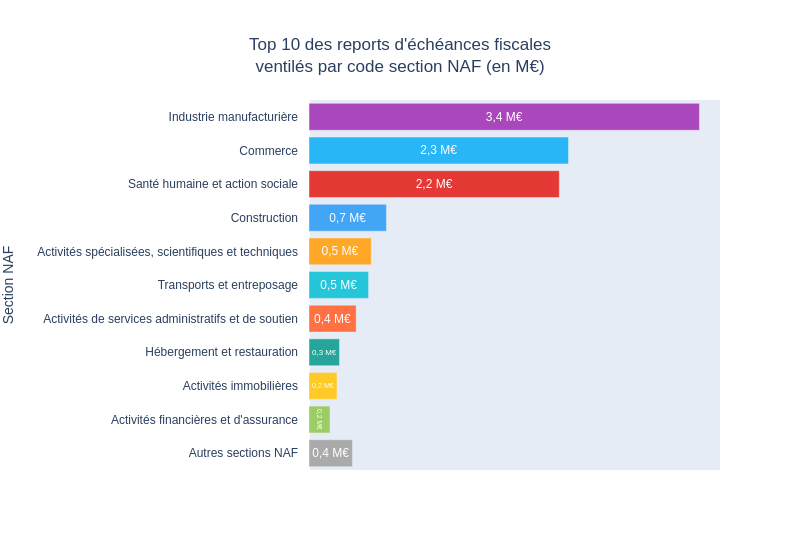 Top 10 des reports d'échéances fiscales
ventilés par code section NAF (en M€)
Section NAF
Industrie manufacturière 3,4 M€
Commerce 2,3 M€
Santé humaine et action sociale 2,2 M€
Construction 0,7 M€
Activités spécialisées, scientifiques et techniques 0,5 M€
Transports et entreposage 0,5 M€
Activités de services administratifs et de soutien 0,4 M€
Hébergement et restauration 0,3 M€
Activités immobilières 0,2 M€
Activités financières et d'assurance 0,2 M€
Autres sections NAF 0,4 M€